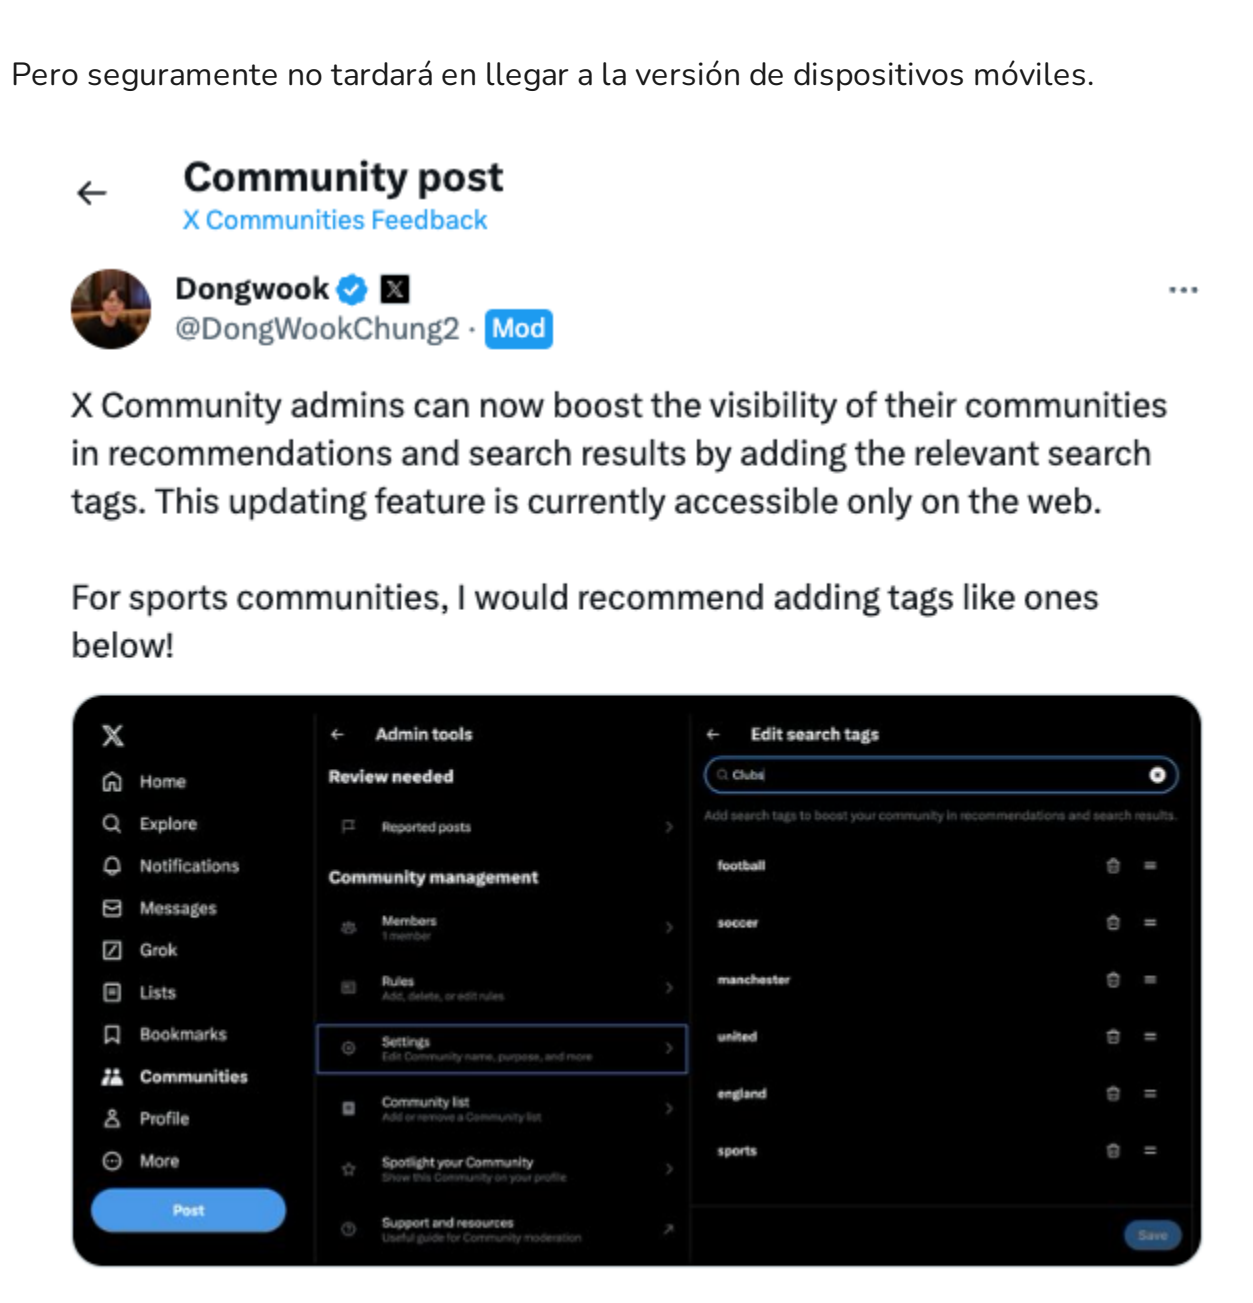 Pero seguramente no tardará en llegar a la versión de dispositivos móviles.
Community post
X Communities Feedback
Dongwook
@DongWookChung2 · Mod
X Community admins can now boost the visibility of their communities
in recommendations and search results by adding the relevant search
tags. This updating feature is currently accessible only on the web.
For sports communities, I would recommend adding tags like ones
below!
Home
Explore
Notifications
Messages
Grok
Lists
Bookmarks
Communities
Profile
More
Post
Admin tools
Review needed
Reported posts
Community management
Members
1 member
Rules
Add, delete, or edit rules
Settings
Edit Community name, purpose, and more
Community list
Add or remove a Community list
Spotlight your Community
Show this Community on your profile
Support and resources
Useful guide for Community moderation
Edit search tags
Clubs
Add search tags to boost your community in recommendations and search results.
football
soccer
manchester
united
england
sports
Save